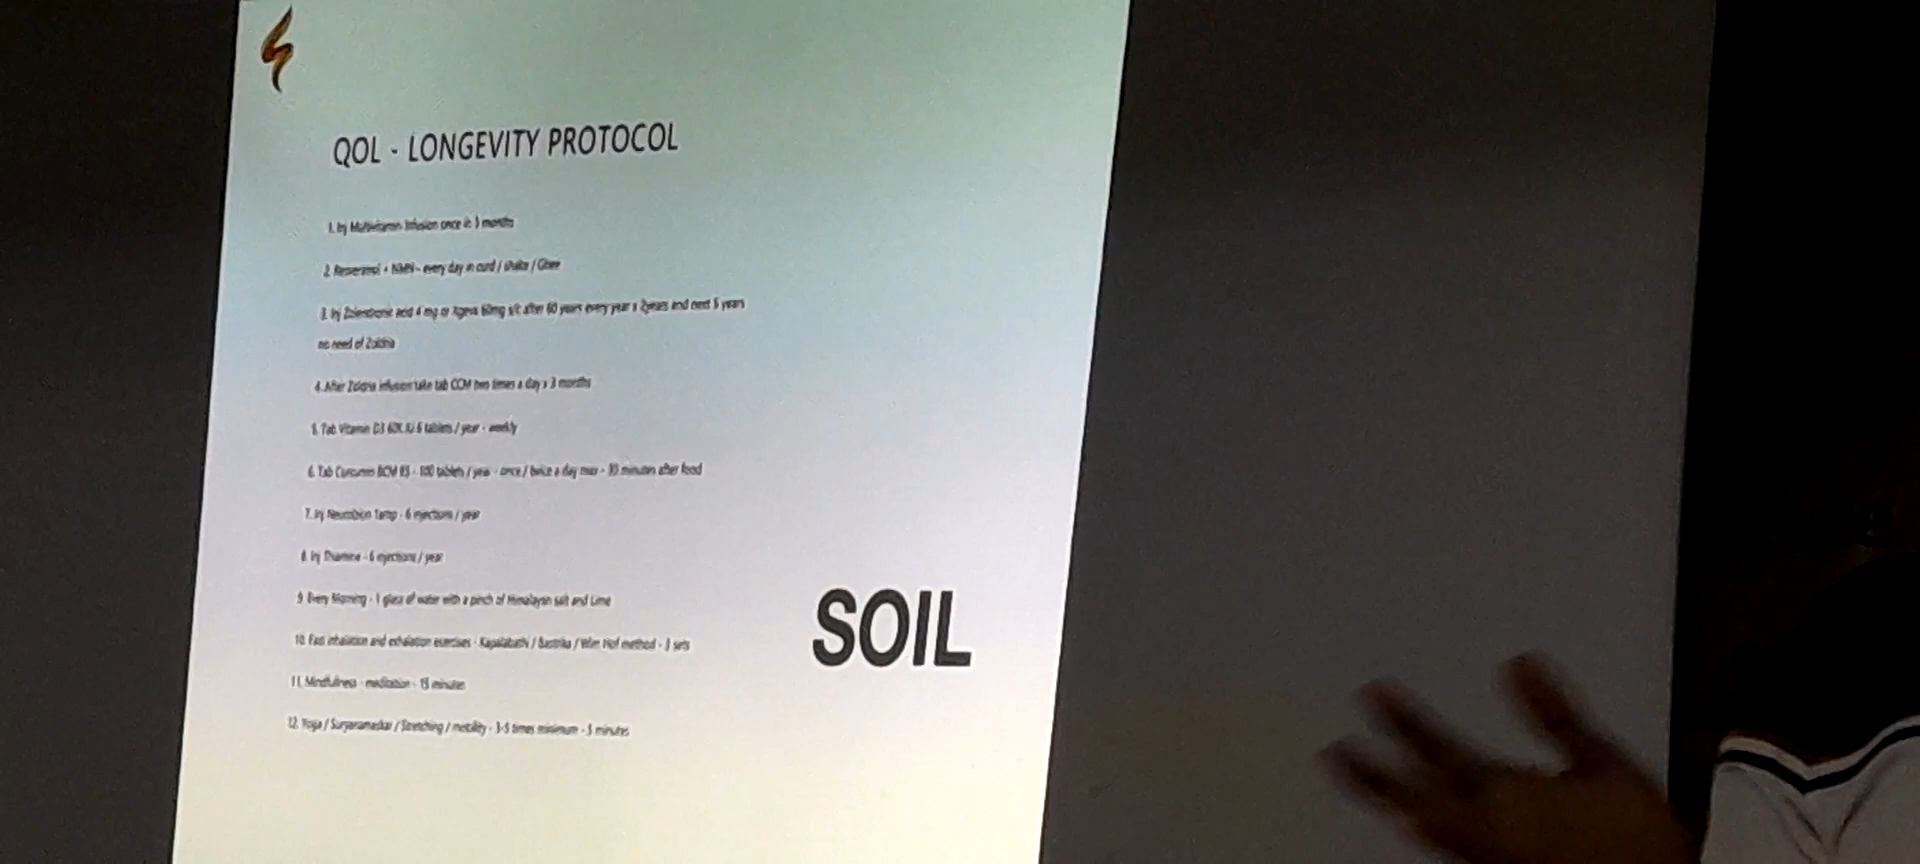 QOL - LONGEVITY PROTOCOL
1. Inj Multivitamin Infusion once in 3 months
2. Resveratrol + NMN - every day in curd / shake / Ghee
3. Inj Zolendronic acid 4 mg or Xgeva 60mg s/c after 60 years every year x 2years and next 5 years
no need of Zoldria
4. After Zoldria infusion take tab CCM two times a day x 3 months
5. Tab Vitamin D3 60K IU 6 tablets / year - weekly
6. Tab Curcumin BCM 95 - 100 tablets / year - once / twice a day max - 30 minutes after food
7. Inj Neurobion 1amp - 6 injections / year
8. Inj Thiamine - 6 injections / year
9. Every Morning - 1 glass of water with a pinch of Himalayan salt and Lime
10. Fast inhalation and exhalation exercises - Kapalabathi / Bastrika / Wim Hof method - 3 sets
11. Mindfullness - meditation - 15 minutes
12. Yoga / Suryanamaskar / Stretching / mobility - 3-5 times minimum - 5 minutes
SOIL